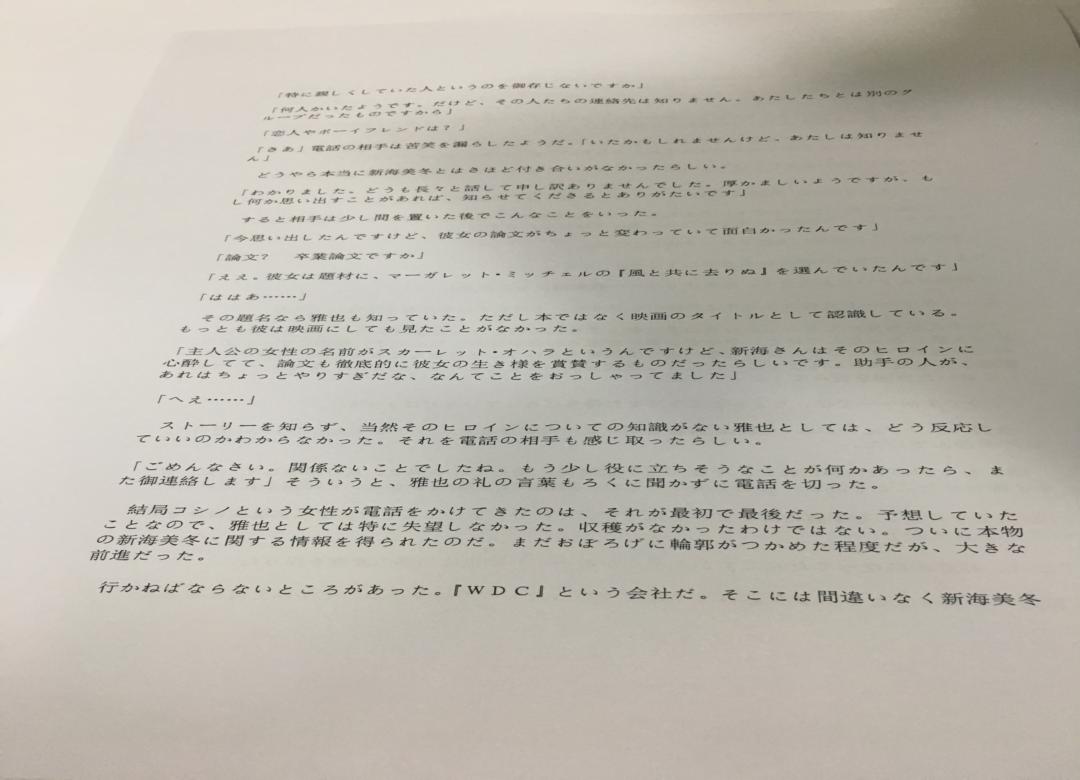 「特に親しくしていた人というのを御存じないですか」
「何人かいたようです。だけど、その人たちの連絡先は知りません。あたしたちとは別のグ
ループだったものですから」
「恋人やボーイフレンドは？」
「さあ」電話の相手は苦笑を漏らしたようだ。「いたかもしれませんけど、あたしは知りませ
ん」
どうやら本当に新海美冬とはさほど付き合いがなかったらしい。
「わかりました。どうも長々と話して申し訳ありませんでした。厚かましいようですが、も
し何か思い出すことがあれば、知らせてくださるとありがたいです」
すると相手は少し間を置いた後でこんなことをいった。
「今思い出したんですけど、彼女の論文がちょっと変わっていて面白かったんです」
「論文？　卒業論文ですか」
「ええ。彼女は題材に、マーガレット・ミッチェルの『風と共に去りぬ』を選んでいたんです」
「ははあ……」
その題名なら雅也も知っていた。ただし本ではなく映画のタイトルとして認識している。
もっとも彼は映画にしても見たことがなかった。
「主人公の女性の名前がスカーレット・オハラというんですけど、新海さんはそのヒロインに
心酔してて、論文も徹底的に彼女の生き様を賞賛するものだったらしいです。助手の人が、
あれはちょっとやりすぎだな、なんてことをおっしゃってました」
「へえ……」
ストーリーを知らず、当然そのヒロインについての知識がない雅也としては、どう反応し
ていいのかわからなかった。それを電話の相手も感じ取ったらしい。
「ごめんなさい。関係ないことでしたね。もう少し役に立ちそうなことが何かあったら、ま
た御連絡します」そういうと、雅也の礼の言葉もろくに聞かずに電話を切った。
結局コシノという女性が電話をかけてきたのは、それが最初で最後だった。予想していた
ことなので、雅也としては特に失望しなかった。収穫がなかったわけではない。ついに本物
の新海美冬に関する情報を得られたのだ。まだおぼろげに輪郭がつかめた程度だが、大きな
前進だった。
行かねばならないところがあった。『ＷＤＣ』という会社だ。そこには間違いなく新海美冬